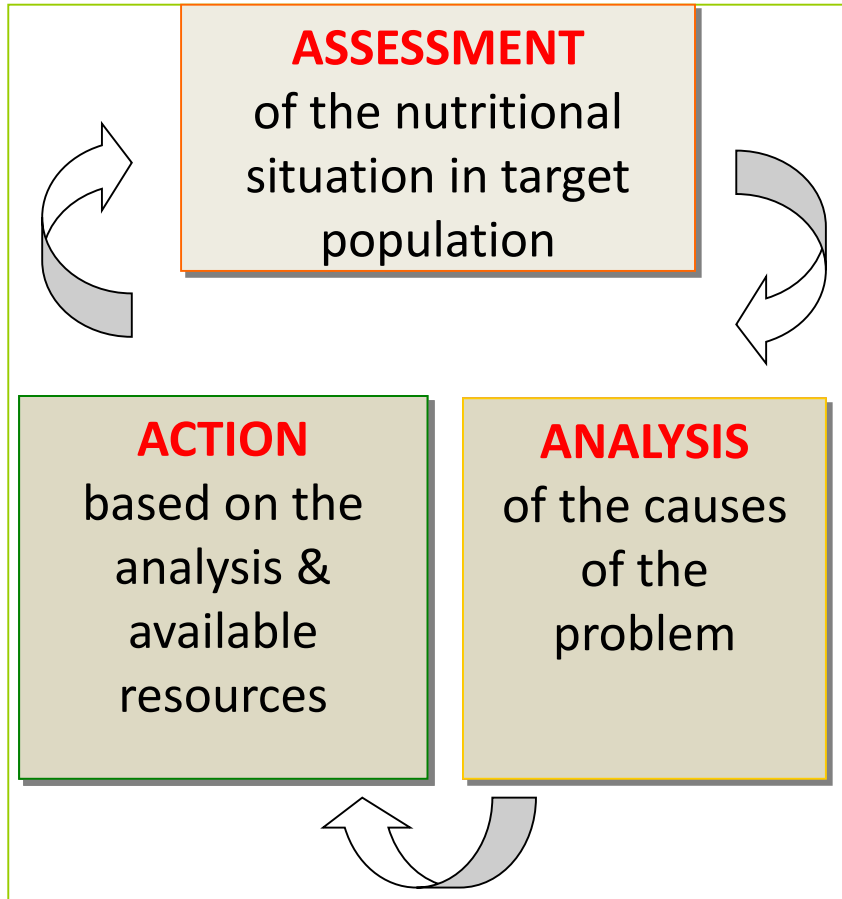 ASSESSMENT
of the nutritional
situation in target
population
ACTION
based on the
analysis &
available
resources
ANALYSIS
of the causes
of the
problem